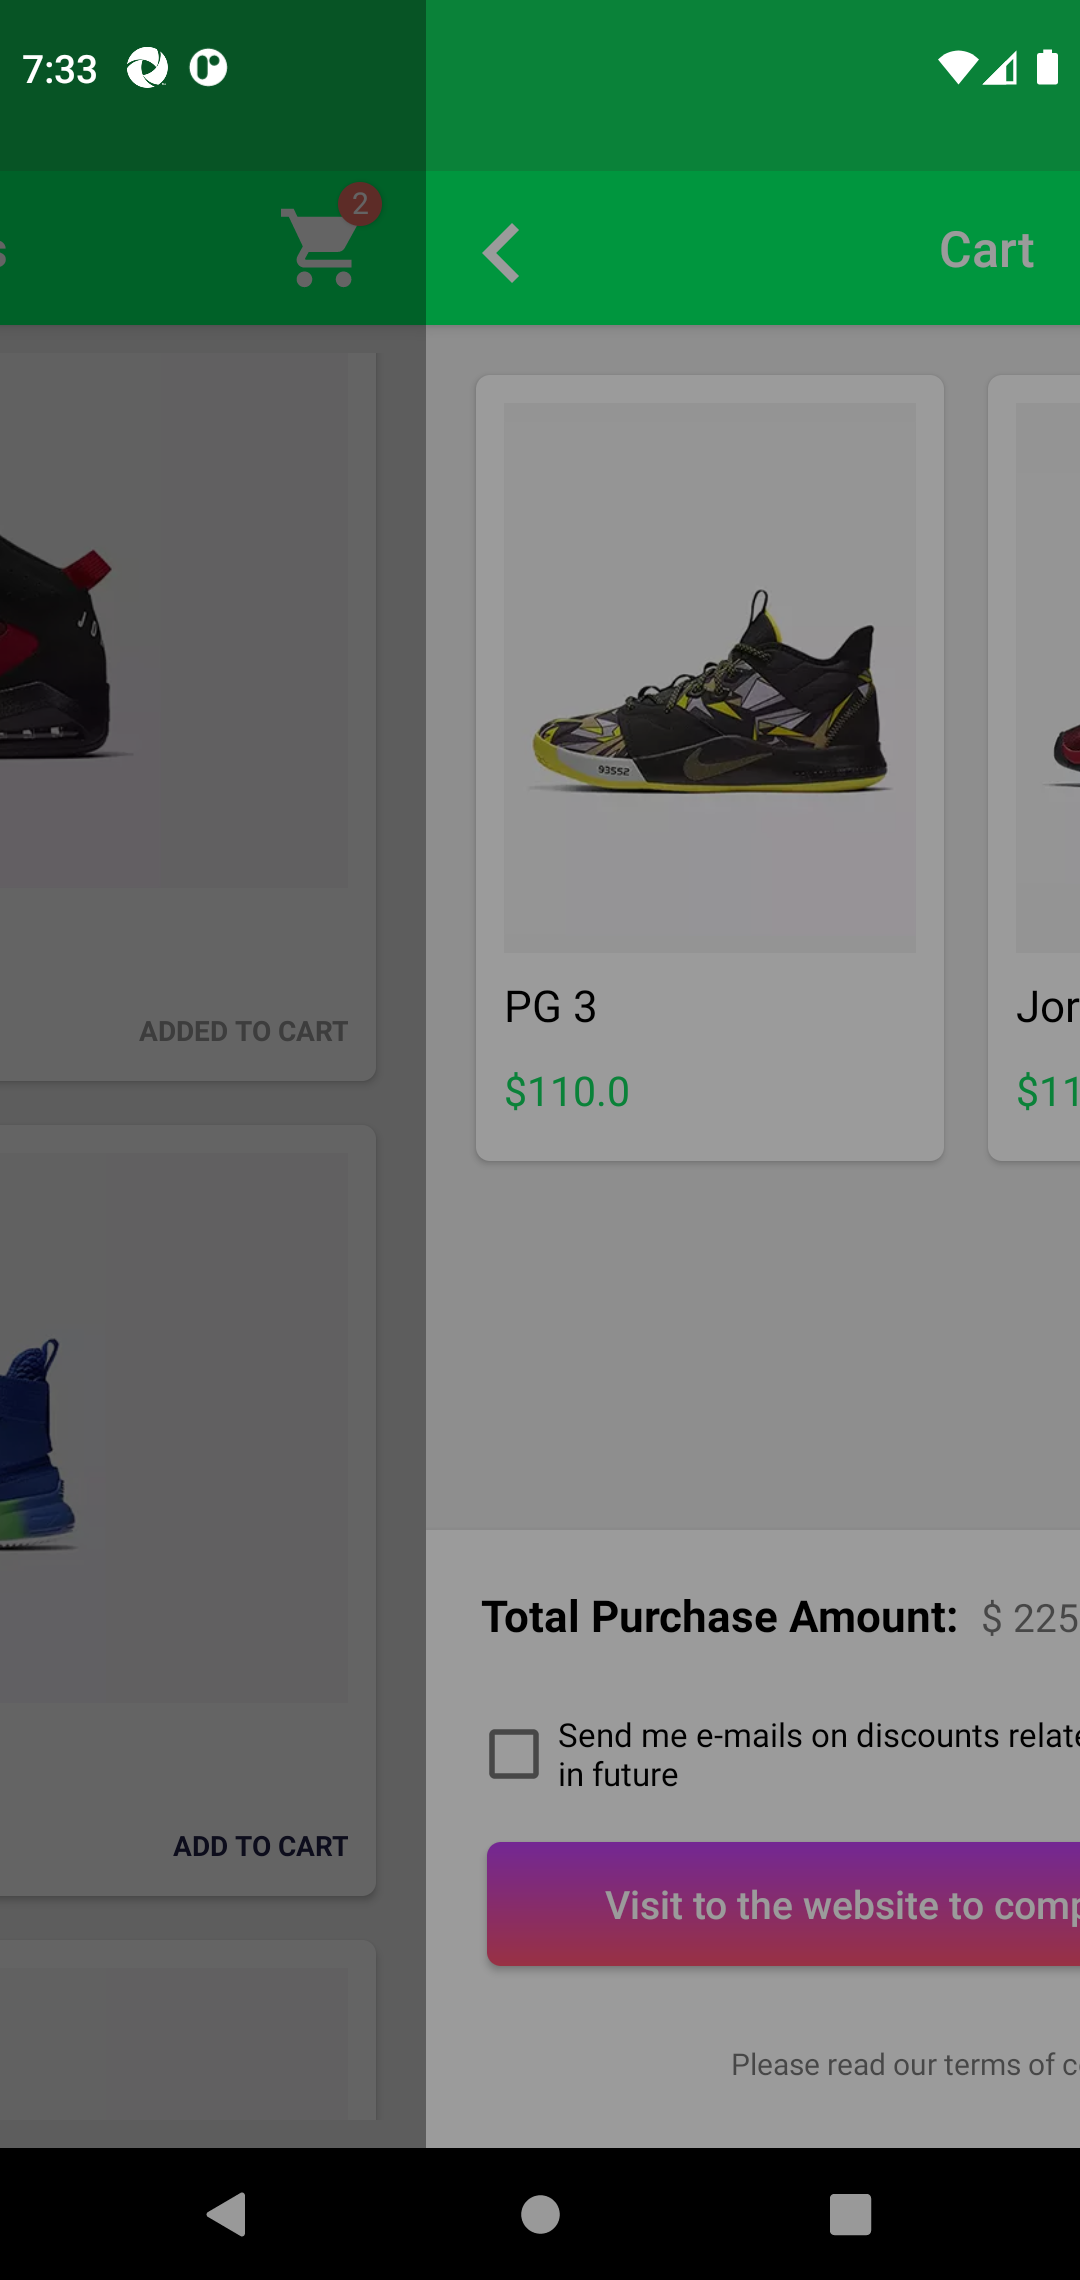 7:33
2
s
Cart
93552
PG 3
Jor
$110.0
$11
ADDED TO CART
ADD TO CART
Total Purchase Amount: $ 225
Send me e-mails on discounts relate
in future
Visit to the website to comp
Please read our terms of c